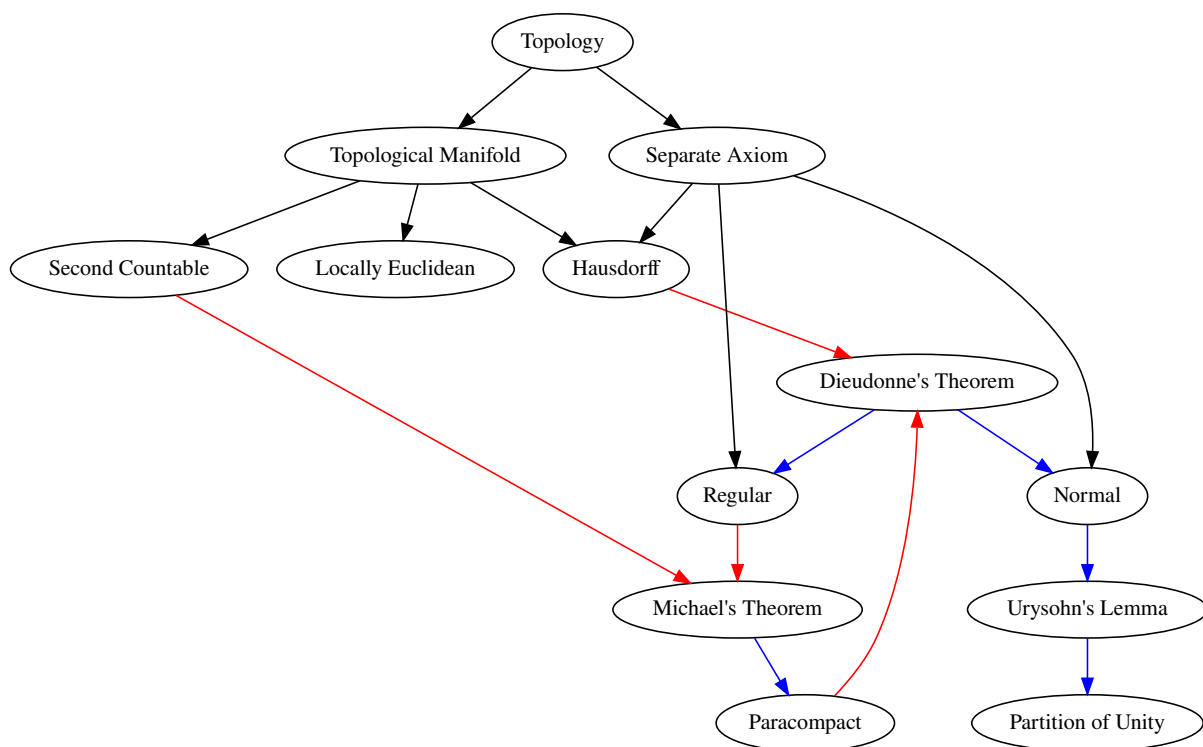 Topology
Topological Manifold
Separate Axiom
Second Countable
Locally Euclidean
Hausdorff
Dieudonne's Theorem
Regular
Normal
Michael's Theorem
Urysohn's Lemma
Paracompact
Partition of Unity